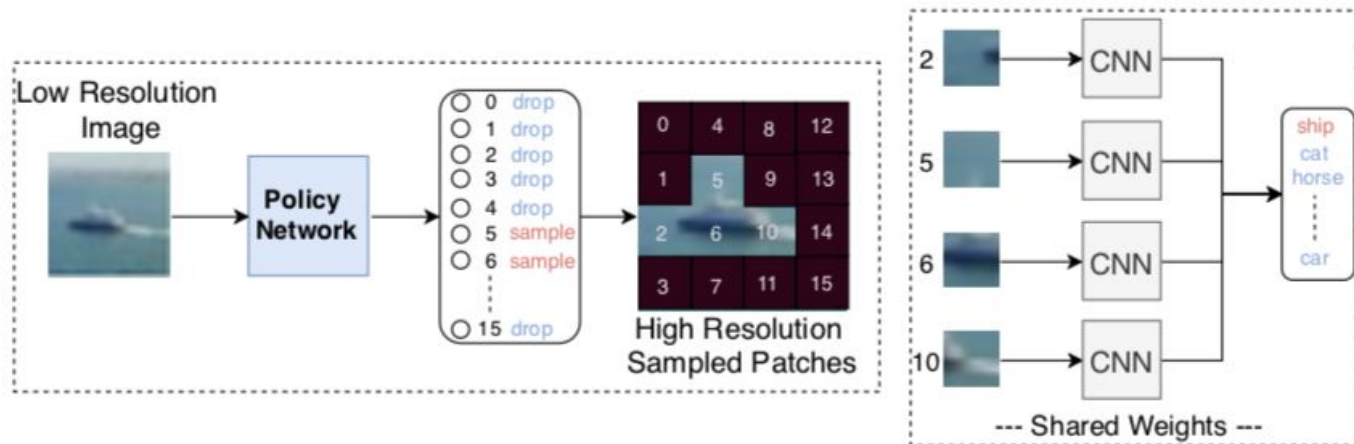 Low Resolution
Image
Policy
Network
0 drop
1 drop
2 drop
3 drop
4 drop
5 sample
6 sample
15 drop
0 4 8 12
1 5 9 13
2 6 10 14
3 7 11 15
High Resolution
Sampled Patches
2 CNN
5 CNN
6 CNN
10 CNN
--- Shared Weights ---
ship
cat
horse
car